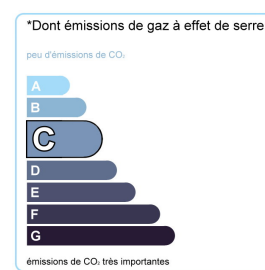 *Dont émissions de gaz à effet de serre
peu d'émissions de CO₂
A
B
C
D
E
F
G
émissions de CO₂ très importantes